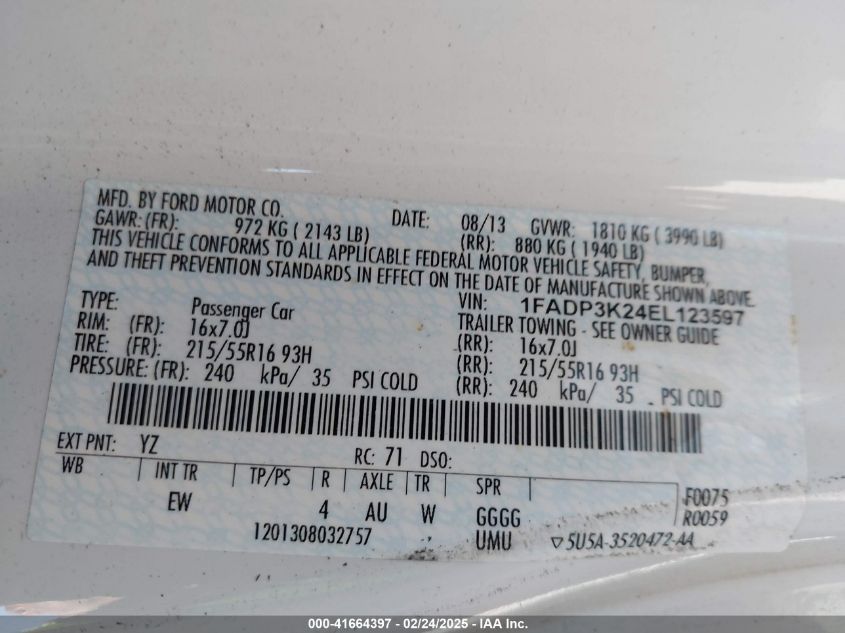 MFD. BY FORD MOTOR CO. DATE: 08/13 GVWR: 1810 KG ( 3990 LB)
GAWR: (FR): 972 KG ( 2143 LB) (RR): 880 KG ( 1940 LB)
THIS VEHICLE CONFORMS TO ALL APPLICABLE FEDERAL MOTOR VEHICLE SAFETY, BUMPER,
AND THEFT PREVENTION STANDARDS IN EFFECT ON THE DATE OF MANUFACTURE SHOWN ABOVE.
VIN: 1FADP3K24EL123597
TYPE: Passenger Car TRAILER TOWING - SEE OWNER GUIDE
RIM: (FR): 16x7.0J (RR): 16x7.0J
TIRE: (FR): 215/55R16 93H (RR): 215/55R16 93H
PRESSURE: (FR): 240 kPa/ 35 PSI COLD (RR): 240 kPa/ 35 PSI COLD
EXT PNT: YZ RC: 71 DSO:
WB INT TR TP/PS R AXLE TR SPR F0075
EW 4 AU W GGGG R0059
1201308032757 UMU ▽5U5A-3520472-AA
000-41664397 - 02/24/2025 - IAA Inc.